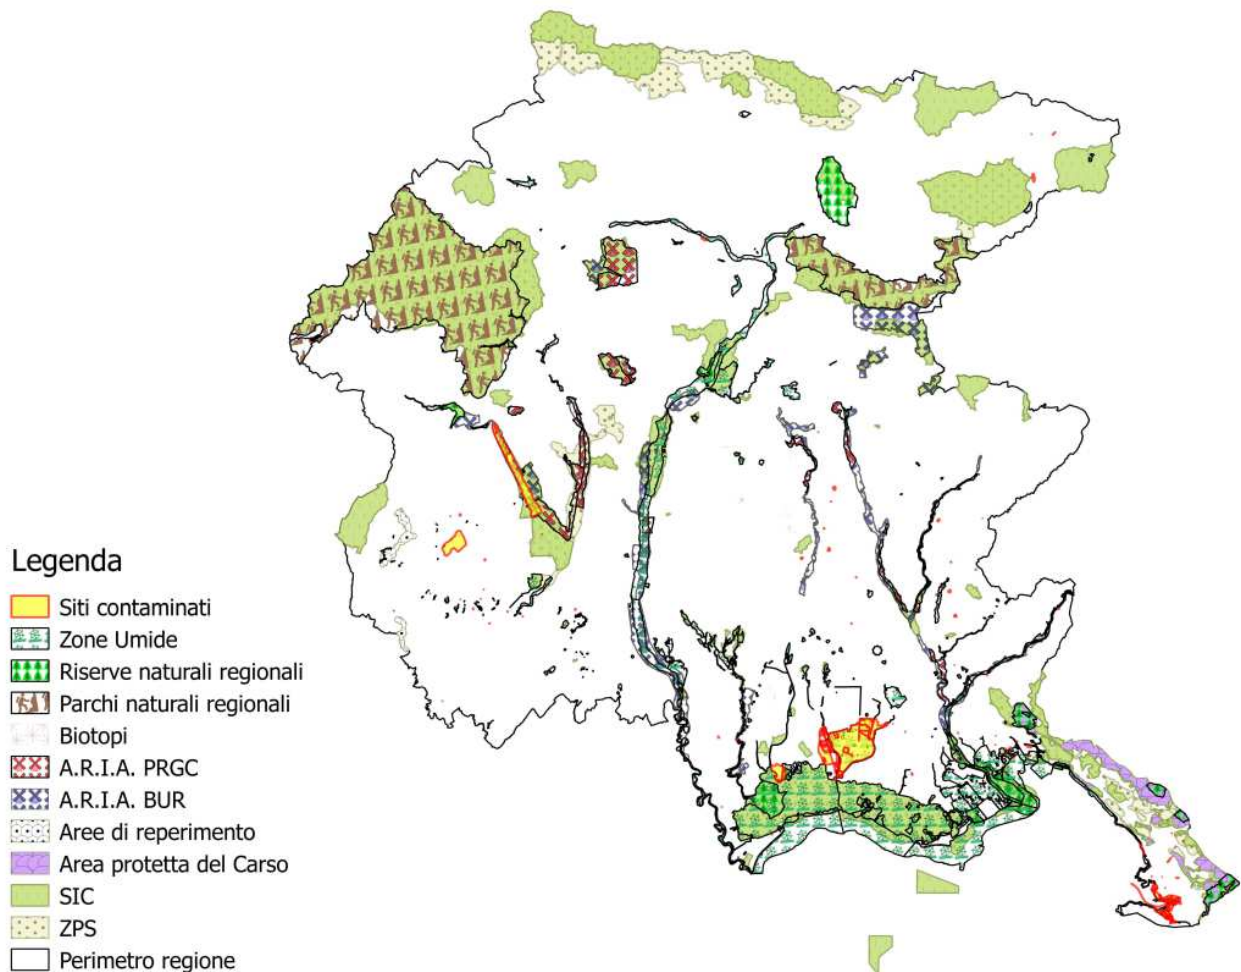 Legenda
Siti contaminati
Zone Umide
Riserve naturali regionali
Parchi naturali regionali
Biotopi
A.R.I.A. PRGC
A.R.I.A. BUR
Aree di reperimento
Area protetta del Carso
SIC
ZPS
Perimetro regione